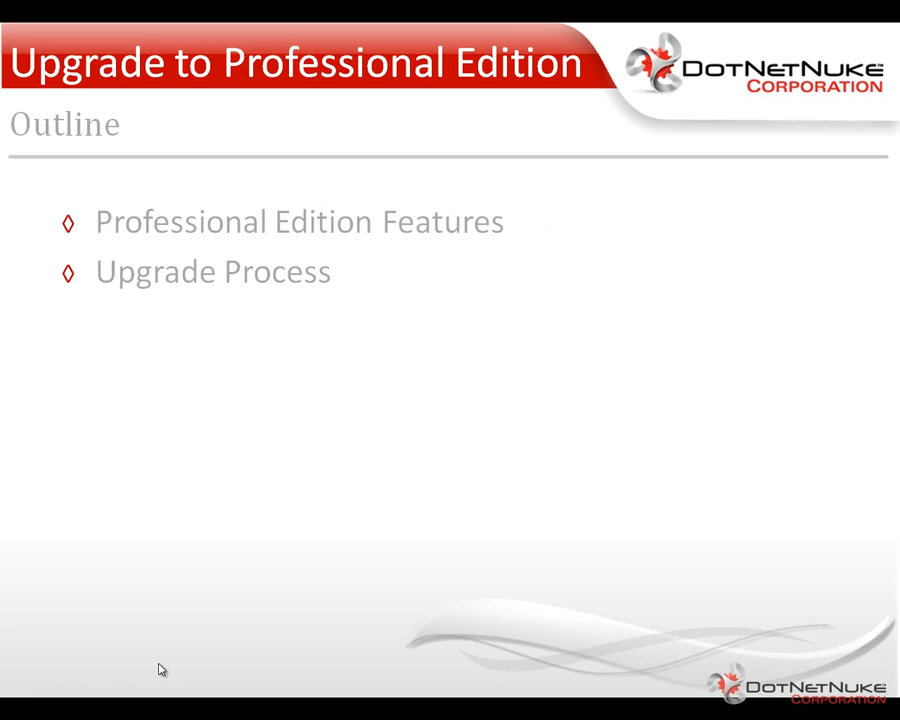 Upgrade to Professional Edition
DOTNETNUKE
CORPORATION
Outline
◊ Professional Edition Features
◊ Upgrade Process
DOTNETNUKE
CORPORATION